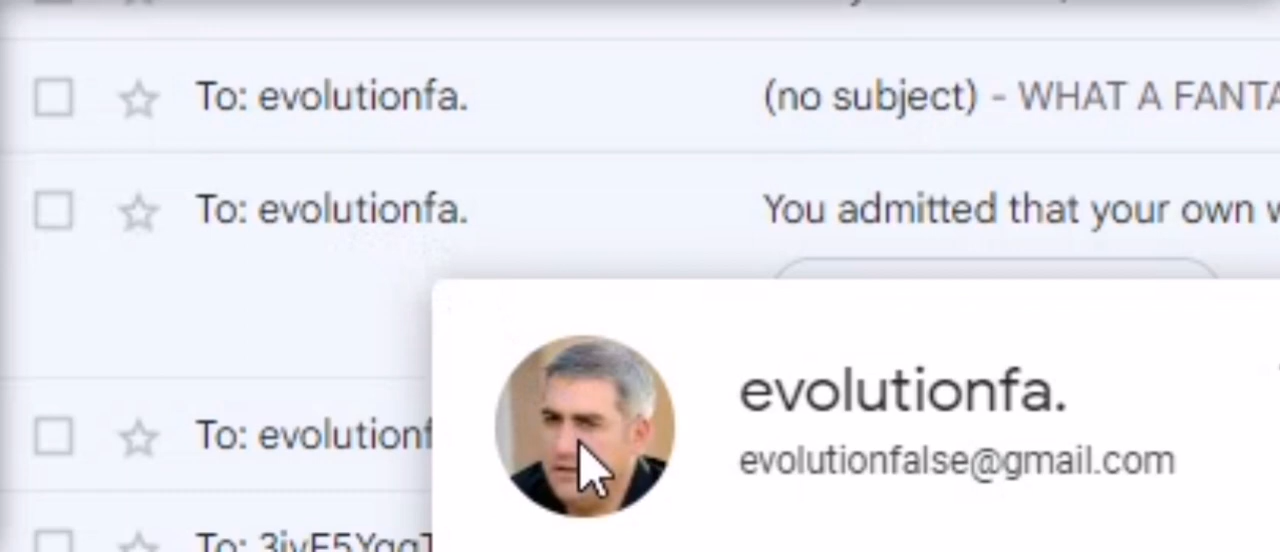 To: evolutionfa. (no subject) - WHAT A FANTA
To: evolutionfa. You admitted that your own
evolutionfa.
To: evolutionf
evolutionfalse@gmail.com
To: